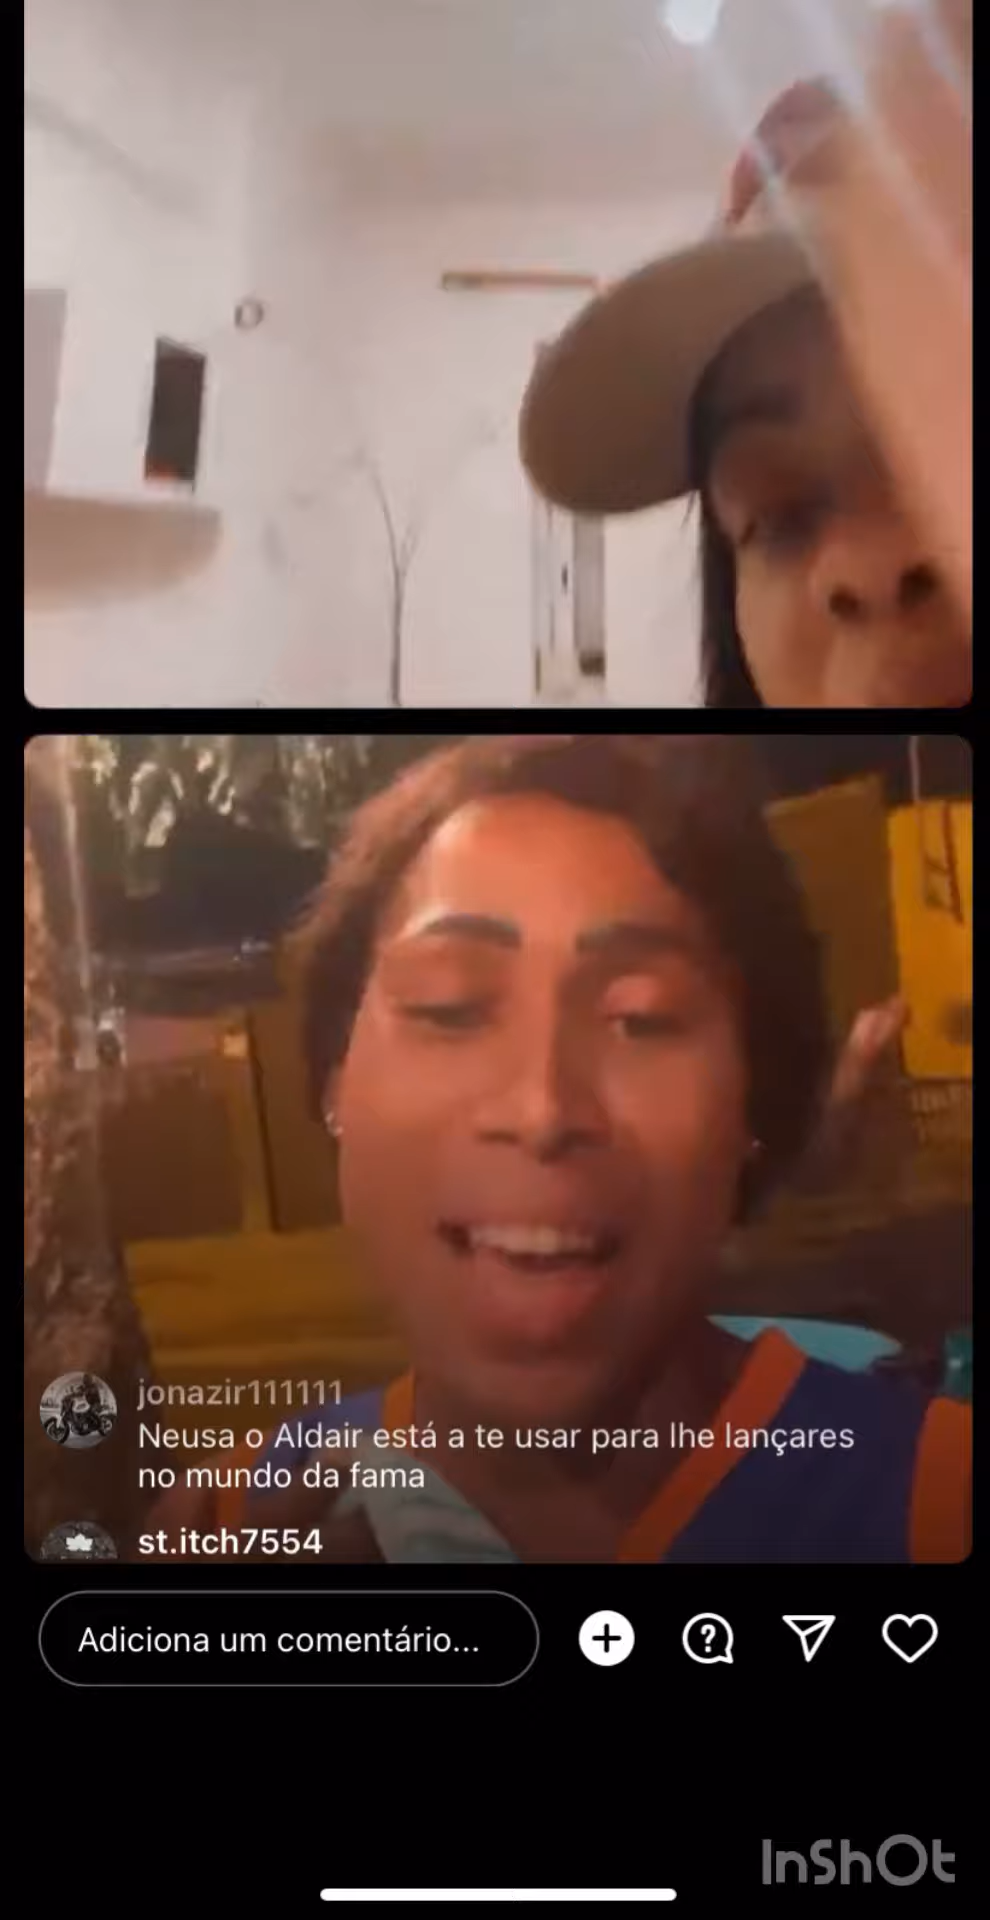 jonazir111111
Neusa o Aldair está a te usar para lhe lançares
no mundo da fama
st.itch7554
Adiciona um comentário...
InShOt